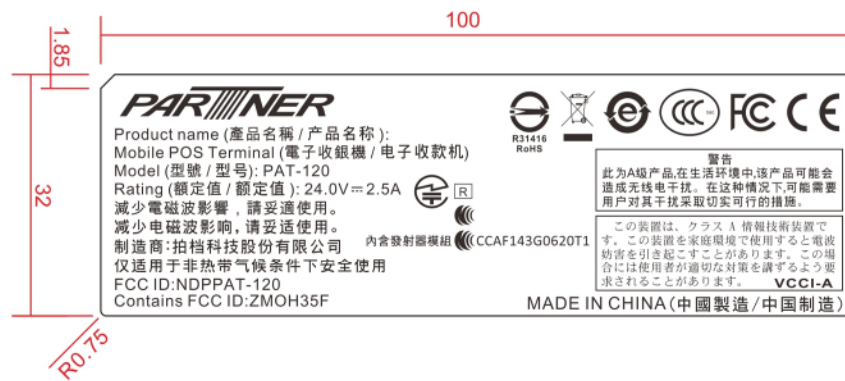 100
1.85
32
R0.75
PARTNER
Product name (產品名稱 / 产品名称 ):
Mobile POS Terminal (電子收銀機 / 电子收款机)
Model (型號 / 型号): PAT-120
Rating (額定值 / 额定值 ): 24.0V⎓2.5A
減少電磁波影響，請妥適使用。
减少电磁波影响, 请妥适使用。
制造商:拍档科技股份有限公司
仅适用于非热带气候条件下安全使用
FCC ID:NDPPAT-120
Contains FCC ID:ZMOH35F
R
內含發射器模組 CCAF143G0620T1
R31416
RoHS
e
CCC
FC CE
警告
此为A级产品,在生活环境中,该产品可能会
造成无线电干扰。在这种情况下,可能需要
用户对其干扰采取切实可行的措施。
この装置は、クラス A 情報技術装置で
す。この装置を家庭環境で使用すると電波
妨害を引き起こすことがあります。この場
合には使用者が適切な対策を講ずるよう要
求されることがあります。 VCCI-A
MADE IN CHINA (中國製造/中国制造)